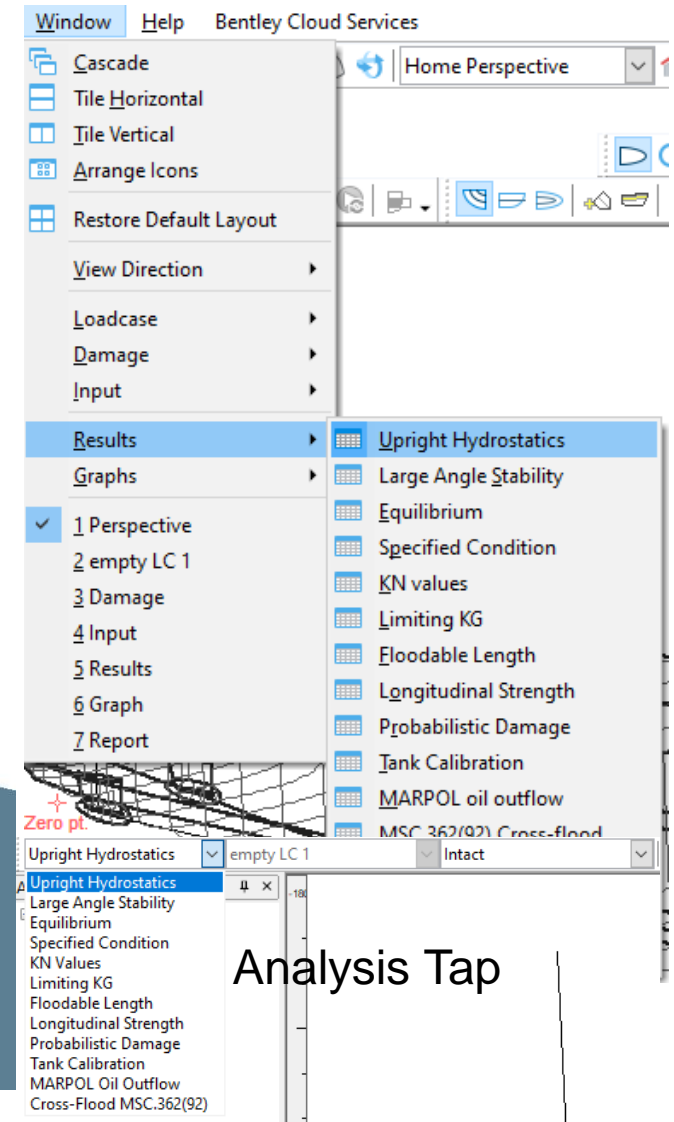 Window Help Bentley Cloud Services
Cascade
Home Perspective
Tile Horizontal
Tile Vertical
Arrange Icons
Restore Default Layout
View Direction
Loadcase
Damage
Input
Results
Graphs
1 Perspective
2 empty LC 1
3 Damage
4 Input
5 Results
6 Graph
7 Report
Upright Hydrostatics
Large Angle Stability
Equilibrium
Specified Condition
KN values
Limiting KG
Floodable Length
Longitudinal Strength
Probabilistic Damage
Tank Calibration
MARPOL oil outflow
MSC.362(92) Cross-flood
Zero pt.
Upright Hydrostatics empty LC 1 Intact
Upright Hydrostatics
Large Angle Stability
Equilibrium
Specified Condition
KN Values
Limiting KG
Floodable Length
Longitudinal Strength
Probabilistic Damage
Tank Calibration
MARPOL Oil Outflow
Cross-Flood MSC.362(92)
Analysis Tap